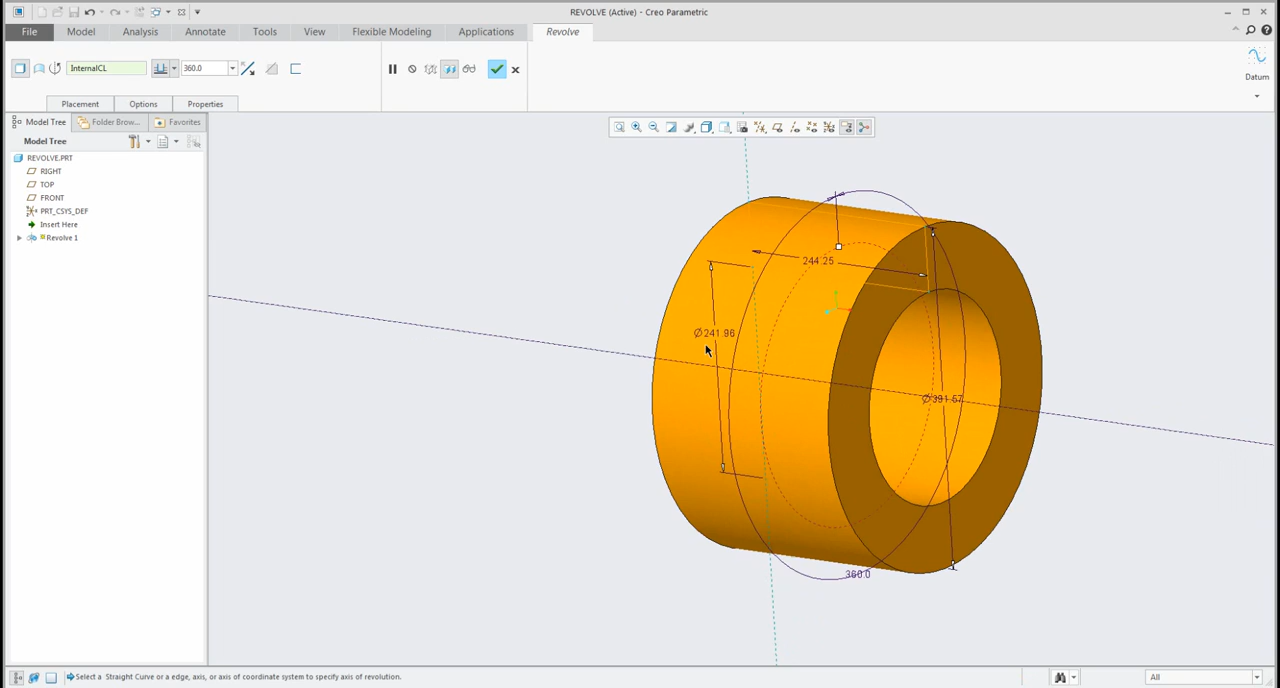 REVOLVE (Active) - Creo Parametric
File Model Analysis Annotate Tools View Flexible Modeling Applications Revolve
InternalCL 360.0
Datum
Placement Options Properties
Model Tree Folder Brow... Favorites
Model Tree
REVOLVE.PRT
RIGHT
TOP
FRONT
PRT_CSYS_DEF
Insert Here
Revolve 1
244.25
Ø241.96
Ø391.57
360.0
Select a Straight Curve or a edge, axis, or axis of coordinate system to specify axis of revolution.
All